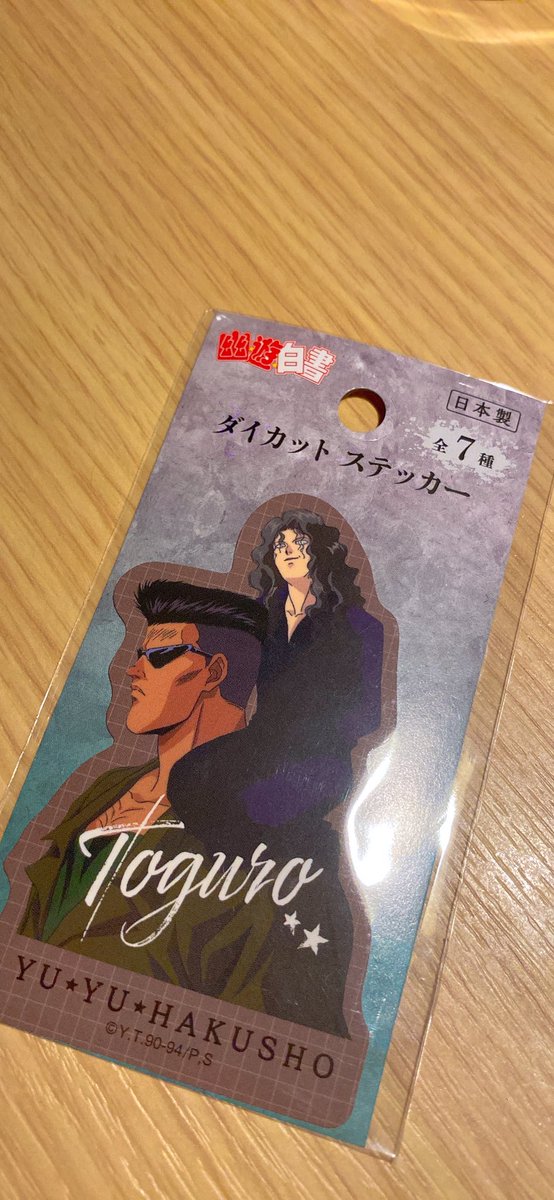 幽遊白書
日本製
ダイカット ステッカー
全7種
Toguro
YU★YU★HAKUSHO
©Y.T.90-94/P,S